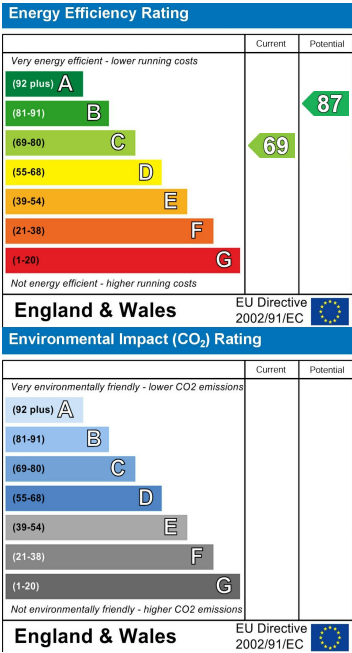 Energy Efficiency Rating
Current Potential
Very energy efficient - lower running costs
(92 plus) A
(81-91) B
87
(69-80) C
69
(55-68) D
(39-54) E
(21-38) F
(1-20) G
Not energy efficient - higher running costs
England & Wales
EU Directive
2002/91/EC
Environmental Impact (CO₂) Rating
Current Potential
Very environmentally friendly - lower CO2 emissions
(92 plus) A
(81-91) B
(69-80) C
(55-68) D
(39-54) E
(21-38) F
(1-20) G
Not environmentally friendly - higher CO2 emissions
England & Wales
EU Directive
2002/91/EC